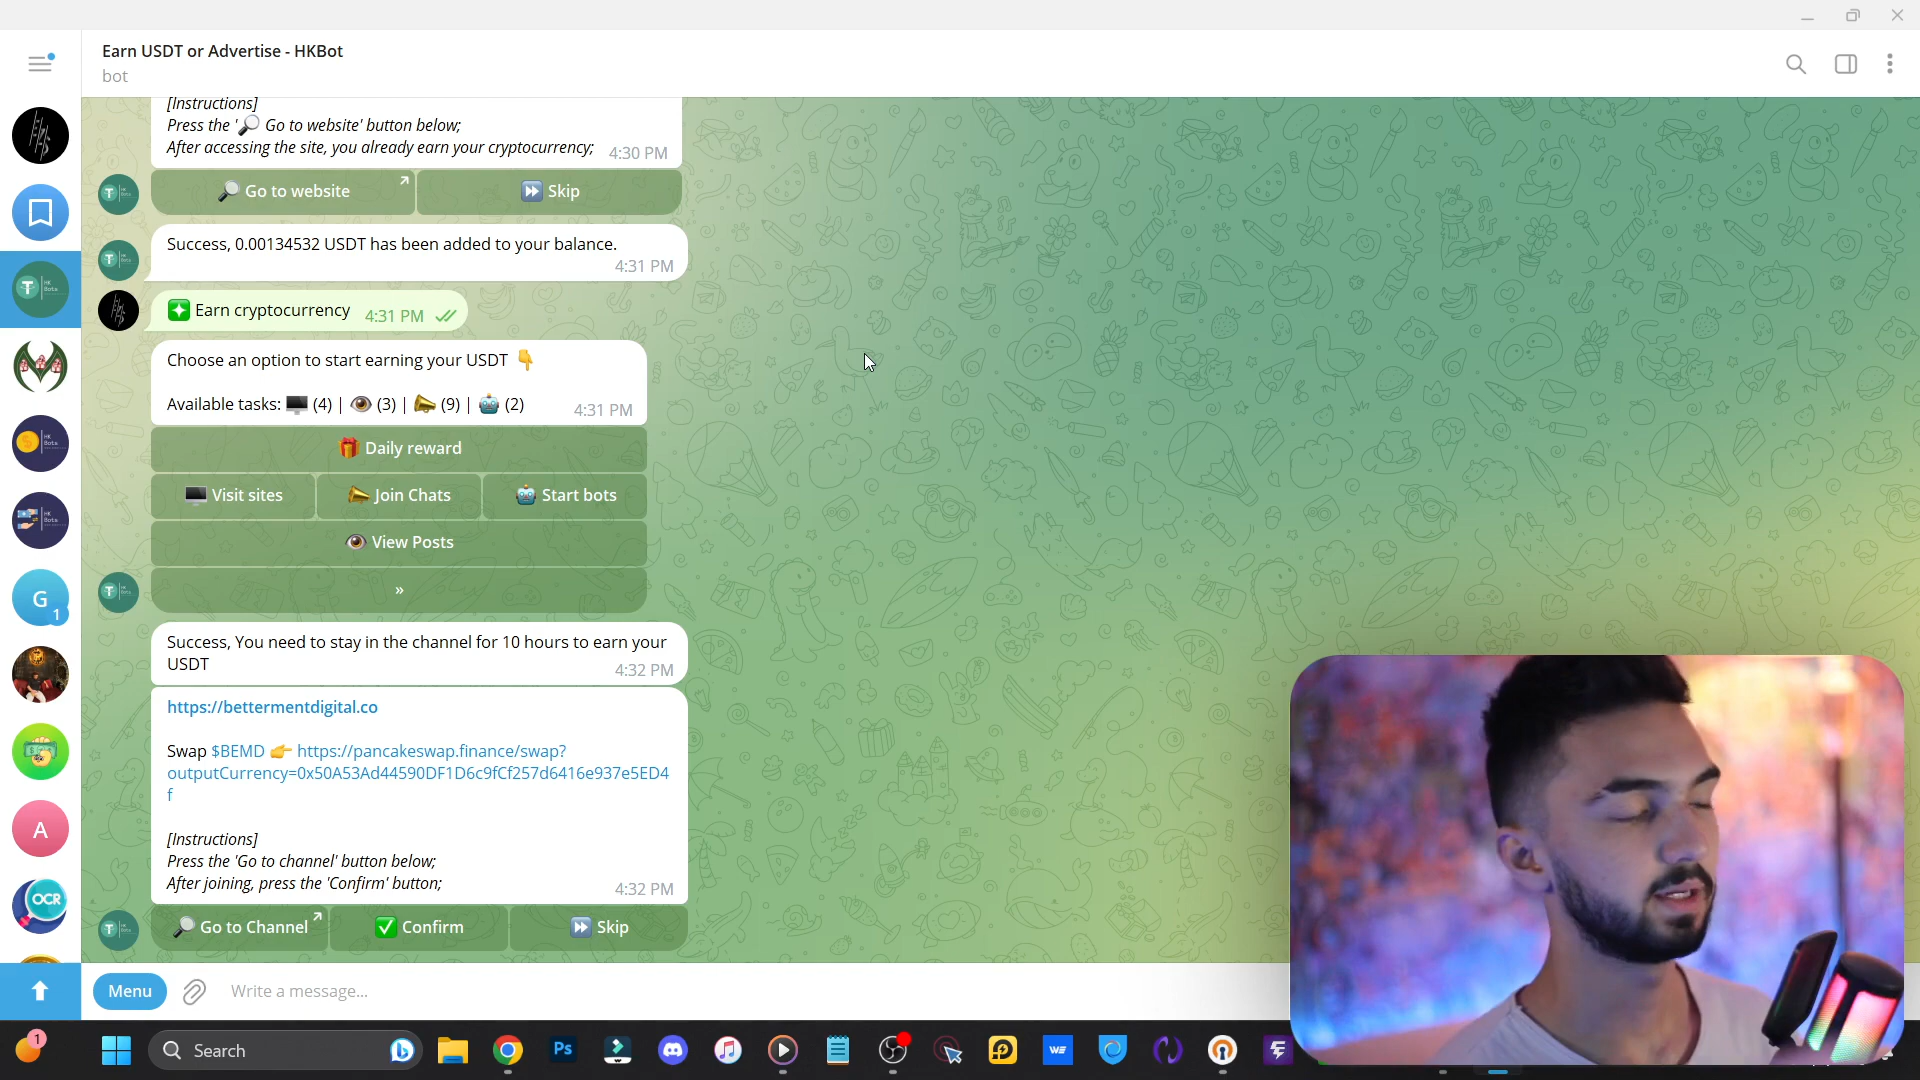 Earn USDT or Advertise - HKBot
bot
[Instructions]
Press the '🔎 Go to website' button below;
After accessing the site, you already earn your cryptocurrency; 4:30 PM
🔎 Go to website
⏩ Skip
Success, 0.00134532 USDT has been added to your balance.
4:31 PM
Earn cryptocurrency 4:31 PM
Choose an option to start earning your USDT 👇
Available tasks: 🖥 (4) | 👁 (3) | 📣 (9) | 🤖 (2) 4:31 PM
🎁 Daily reward
🖥 Visit sites
📣 Join Chats
🤖 Start bots
👁 View Posts
»
Success, You need to stay in the channel for 10 hours to earn your
USDT 4:32 PM
https://bettermentdigital.co
Swap $BEMD 👉 https://pancakeswap.finance/swap?
outputCurrency=0x50A53Ad44590DF1D6c9fCf257d6416e937e5ED4
f
[Instructions]
Press the 'Go to channel' button below;
After joining, press the 'Confirm' button; 4:32 PM
🔎 Go to Channel
✅ Confirm
⏩ Skip
Menu
Write a message...
G
1
A
OCR
1
Search
Ps